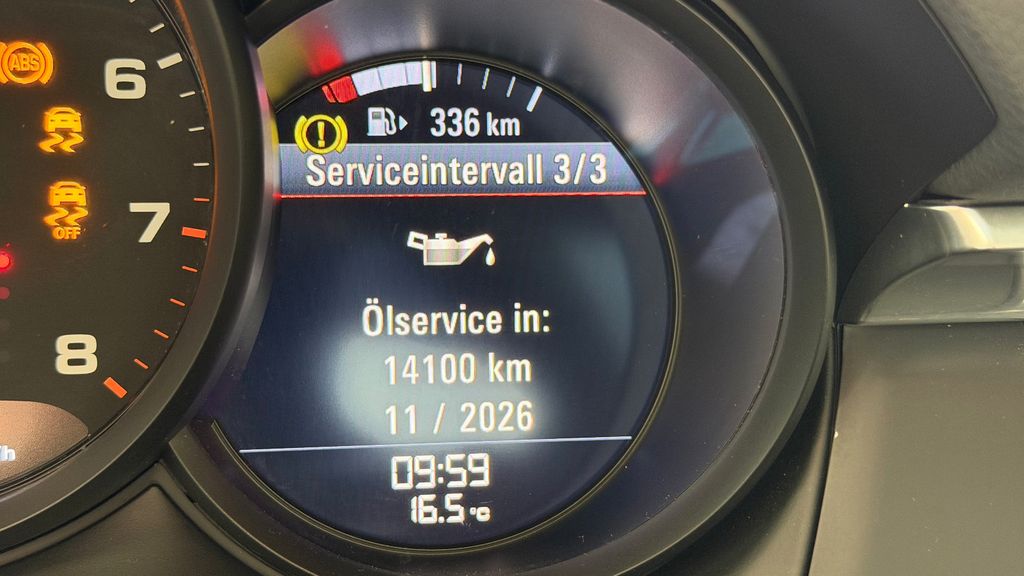 ABS
6
7
OFF
8
336 km
Serviceintervall 3/3
Ölservice in:
14100 km
11 / 2026
09:59
16.5 °C